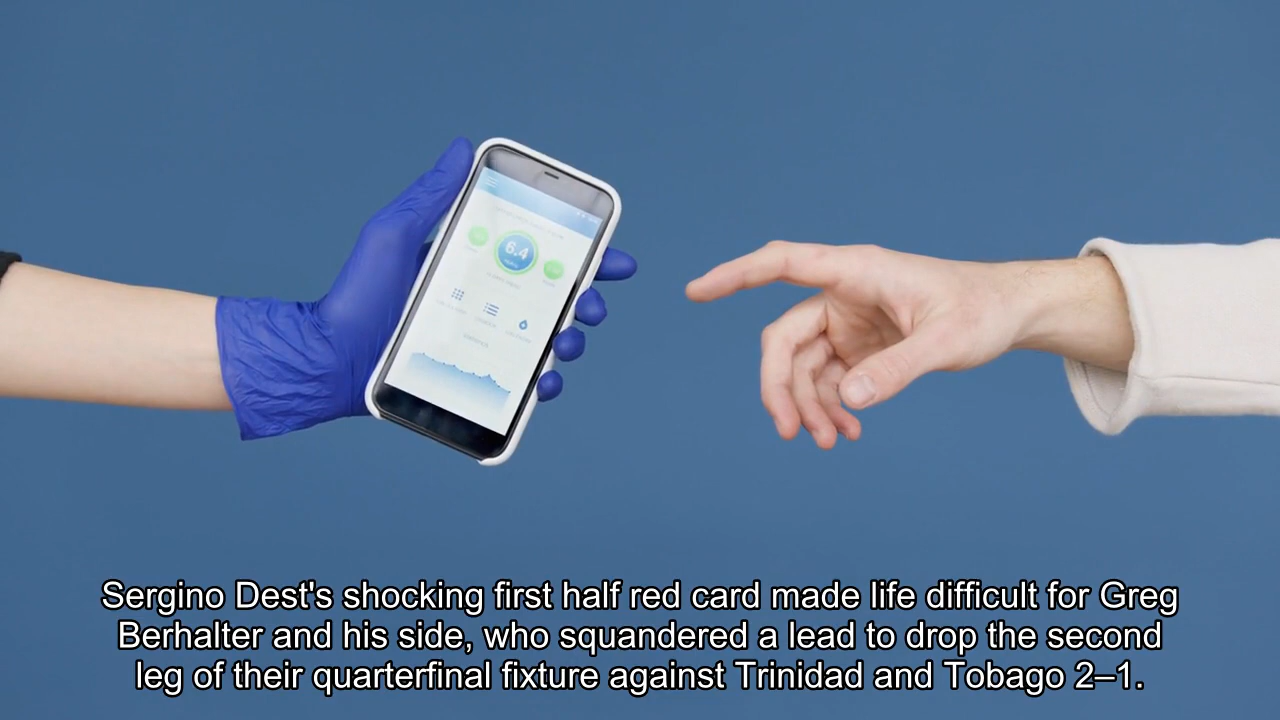 6.4
Sergino Dest's shocking first half red card made life difficult for Greg
Berhalter and his side, who squandered a lead to drop the second
leg of their quarterfinal fixture against Trinidad and Tobago 2–1.